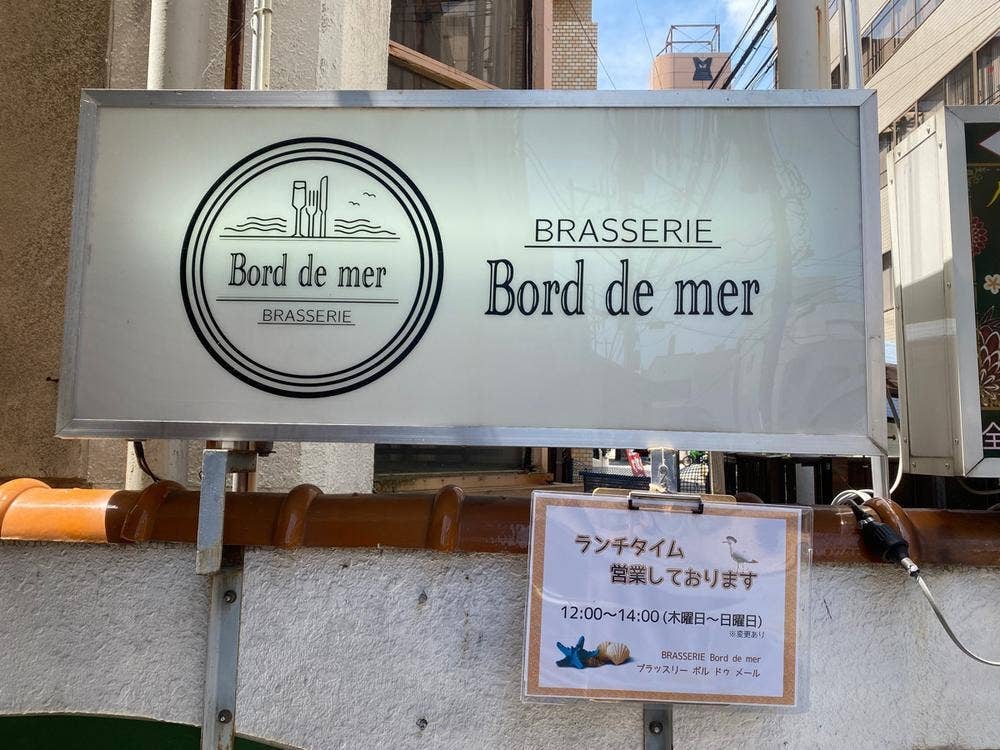 Bord de mer
BRASSERIE
BRASSERIE
Bord de mer
ランチタイム
営業しております
12:00〜14:00 (木曜日〜日曜日)
※変更あり
BRASSERIE Bord de mer
ブラッスリー ボル ドゥ メール
全